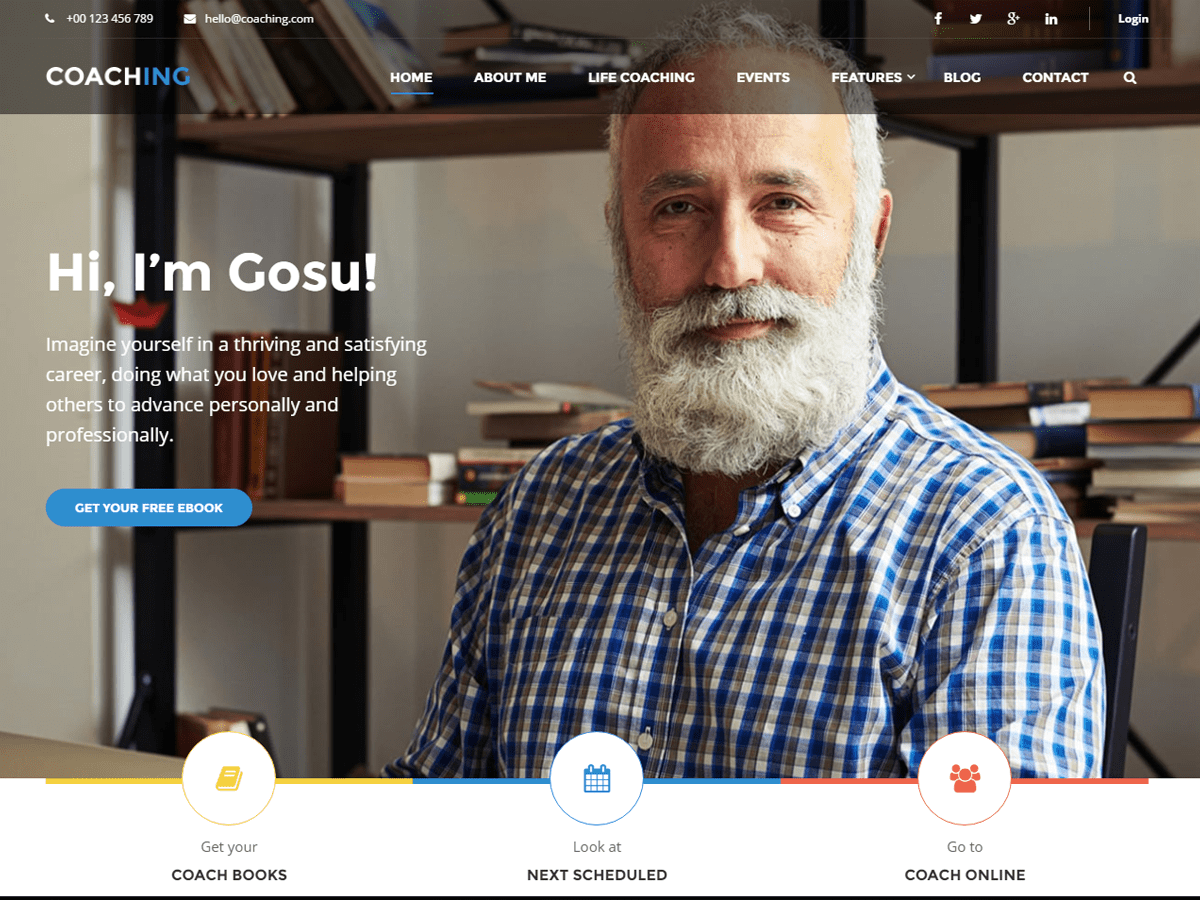 +00 123 456 789
hello@coaching.com
Login
COACHING
HOME
ABOUT ME
LIFE COACHING
EVENTS
FEATURES
BLOG
CONTACT
Hi, I’m Gosu!
Imagine yourself in a thriving and satisfying
career, doing what you love and helping
others to advance personally and
professionally.
GET YOUR FREE EBOOK
Get your
COACH BOOKS
Look at
NEXT SCHEDULED
Go to
COACH ONLINE